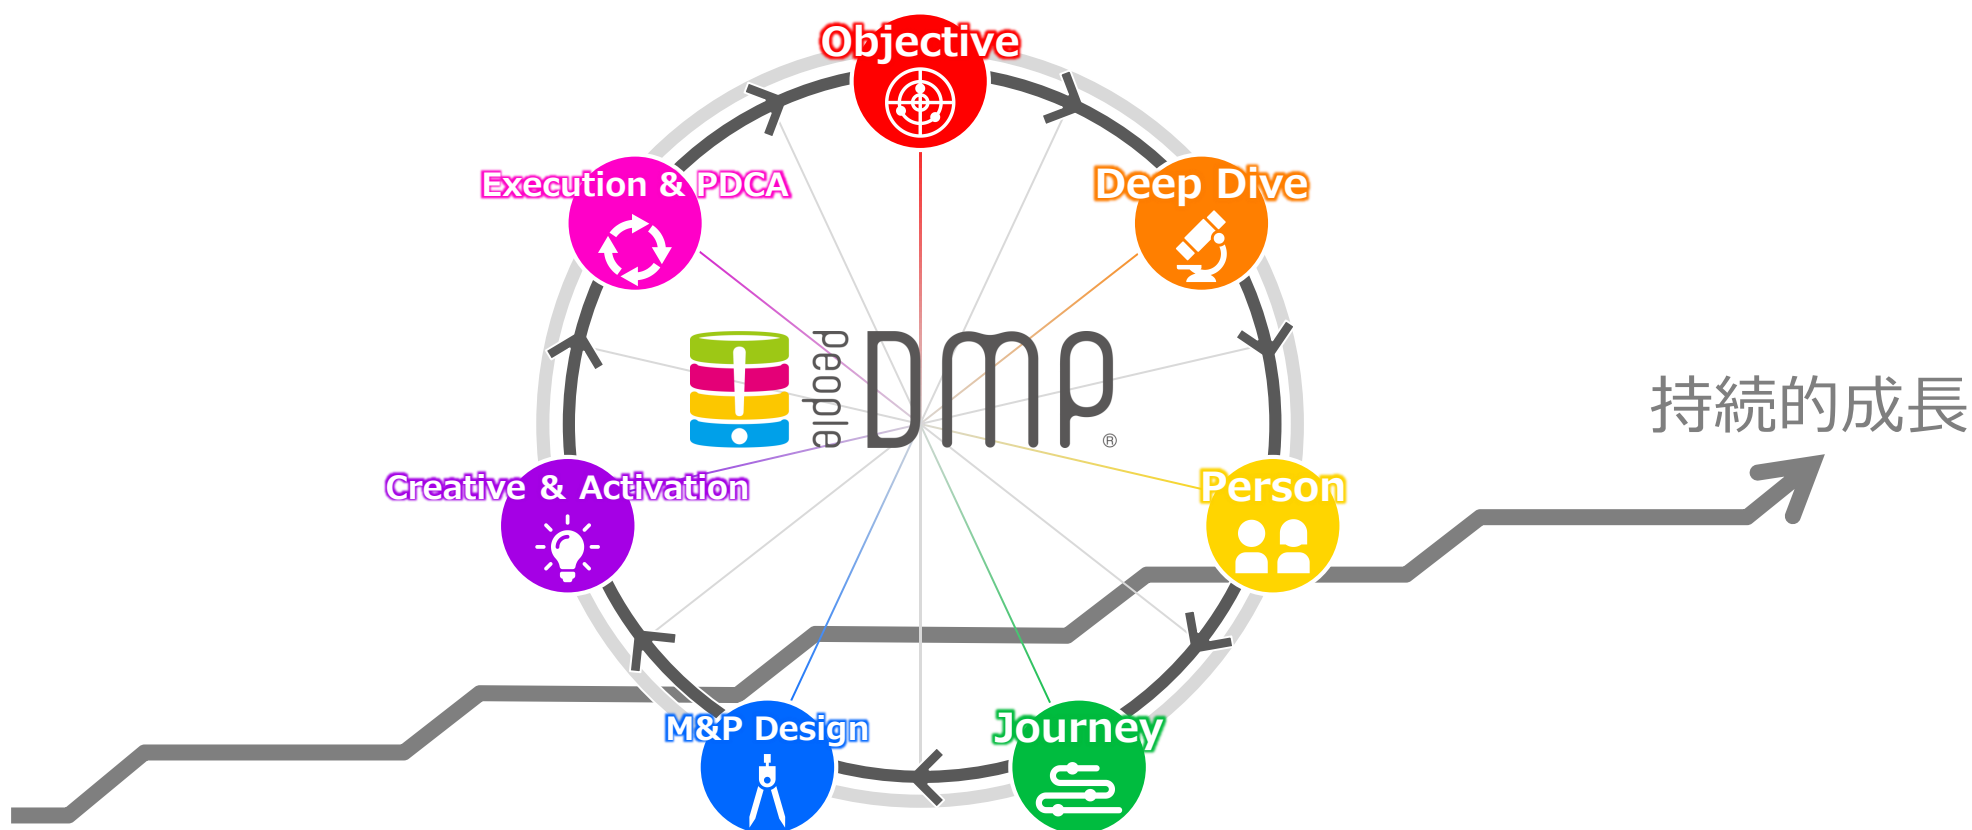 Objective
Execution & PDCA
Deep Dive
people DMP®
持続的成長
Creative & Activation
Person
M&P Design
Journey